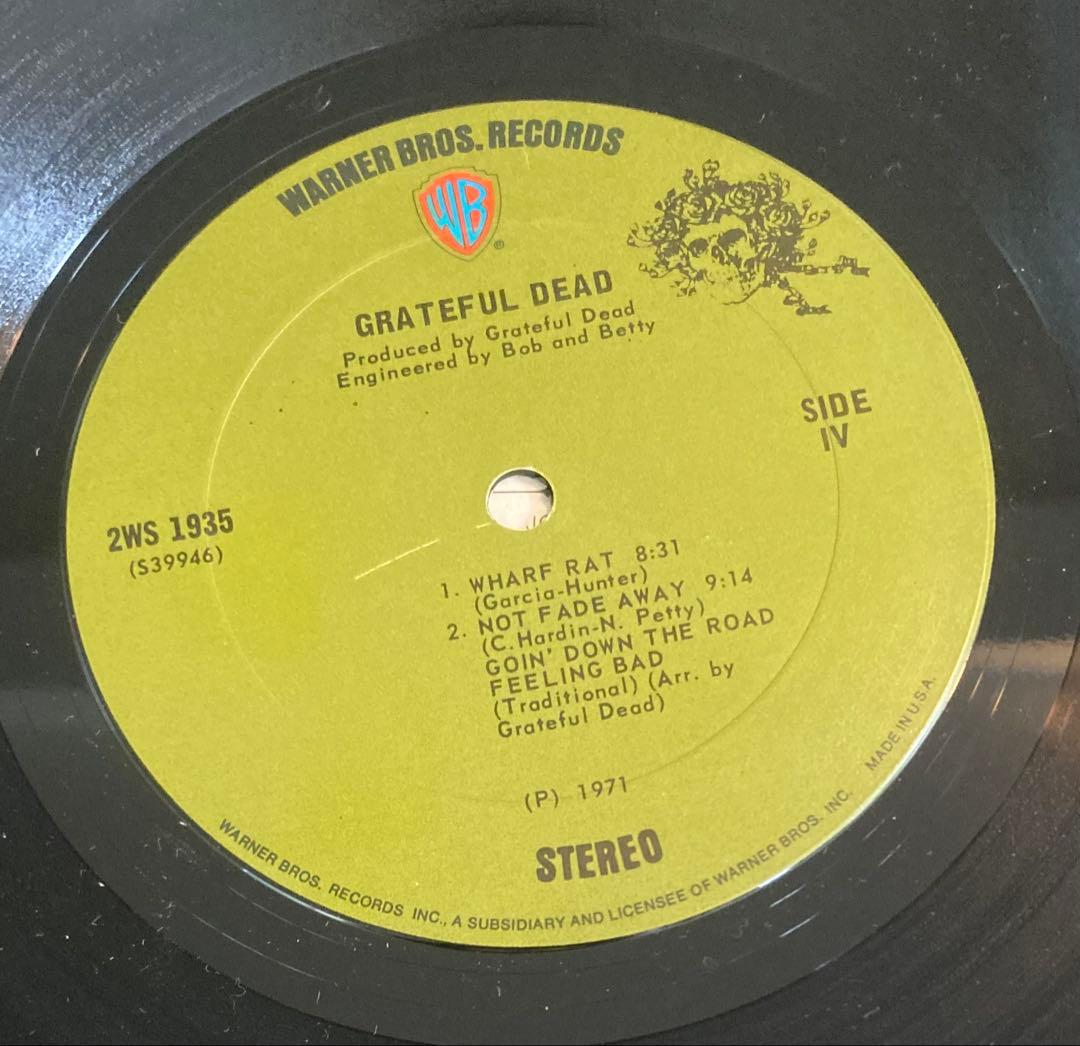 WARNER BROS. RECORDS
WB
®
GRATEFUL DEAD
Produced by Grateful Dead
Engineered by Bob and Betty
SIDE
IV
2WS 1935
(S39946)
1. WHARF RAT 8:31
(Garcia-Hunter)
2. NOT FADE AWAY 9:14
(C. Hardin-N. Petty)
GOIN' DOWN THE ROAD
FEELING BAD
(Traditional) (Arr. by
Grateful Dead)
(P) 1971
STEREO
WARNER BROS. RECORDS INC., A SUBSIDIARY AND LICENSEE OF WARNER BROS. INC. MADE IN U.S.A.